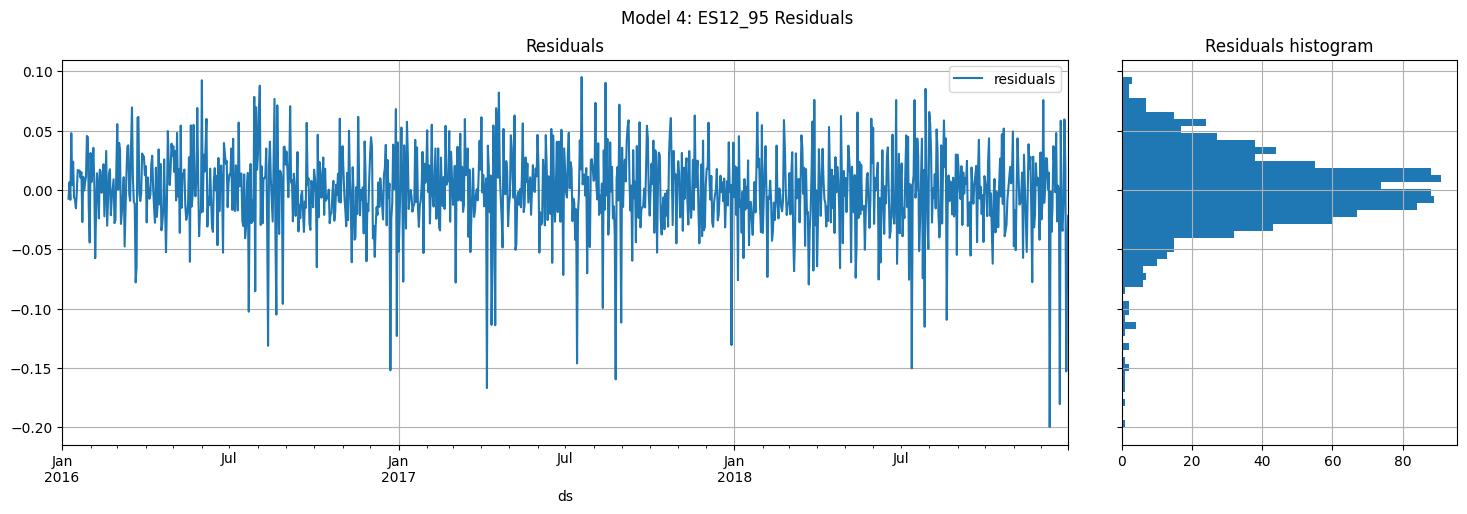 Model 4: ES12_95 Residuals
Residuals
Residuals histogram
residuals
0.10
0.05
0.00
−0.05
−0.10
−0.15
−0.20
Jan
2016
Jul
Jan
2017
Jul
Jan
2018
Jul
ds
0
20
40
60
80